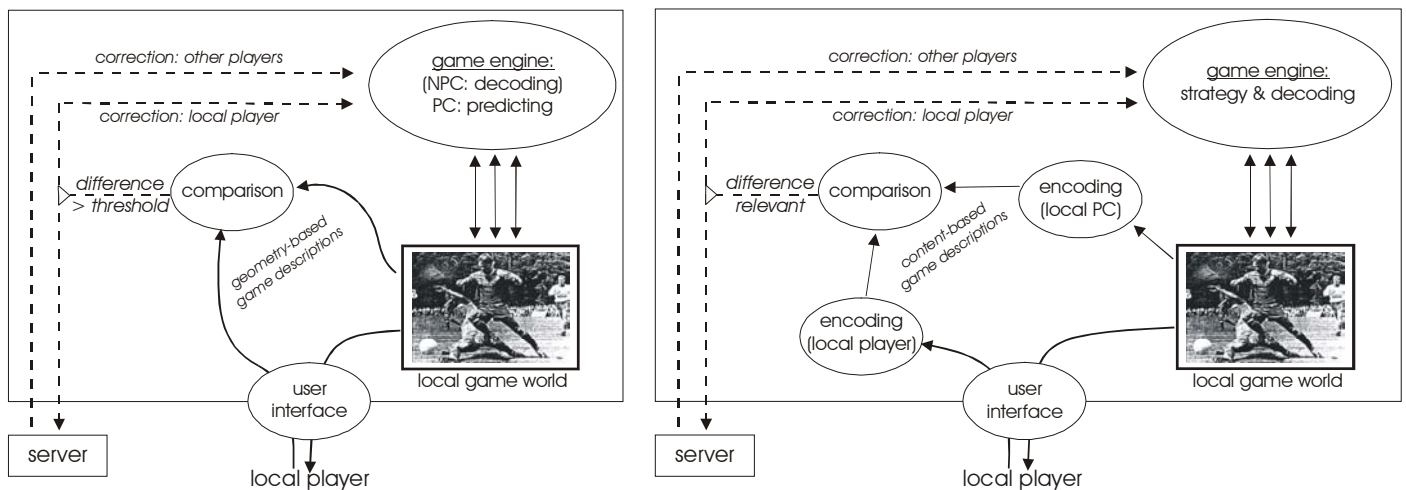 correction: other players
game engine:
(NPC: decoding)
PC: predicting
correction: local player
difference
> threshold
comparison
geometry-based
game descriptions
local game world
user
interface
server
local player
correction: other players
game engine:
strategy & decoding
correction: local player
difference
relevant
comparison
encoding
(local PC)
content-based
game descriptions
encoding
(local player)
local game world
user
interface
server
local player